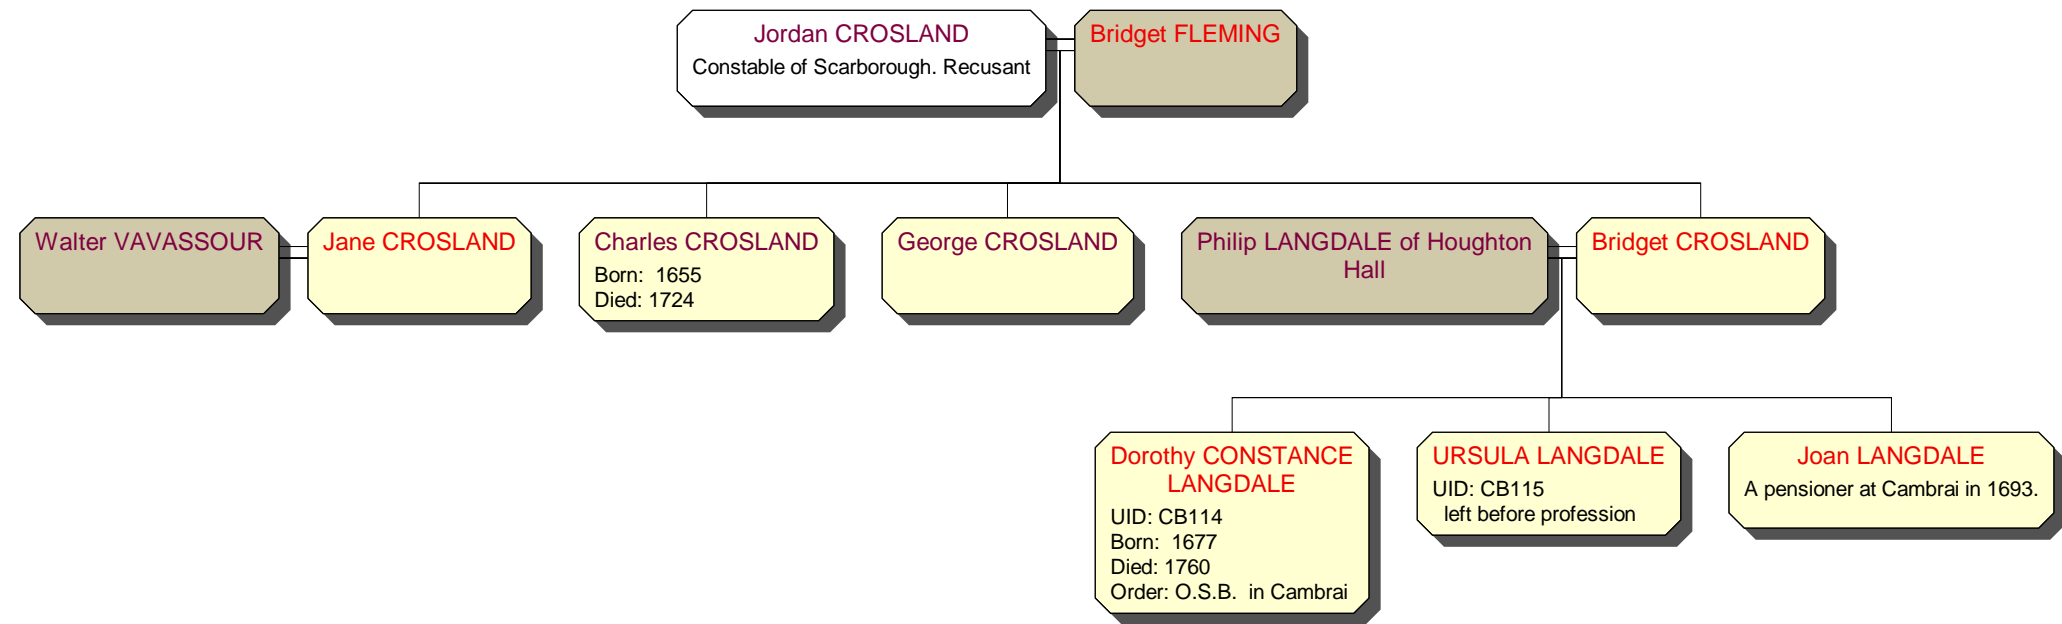 Jordan CROSLAND
Constable of Scarborough. Recusant
Bridget FLEMING
Walter VAVASSOUR
Jane CROSLAND
Charles CROSLAND
Born: 1655
Died: 1724
George CROSLAND
Philip LANGDALE of Houghton
Hall
Bridget CROSLAND
Dorothy CONSTANCE
LANGDALE
UID: CB114
Born: 1677
Died: 1760
Order: O.S.B. in Cambrai
URSULA LANGDALE
UID: CB115
left before profession
Joan LANGDALE
A pensioner at Cambrai in 1693.